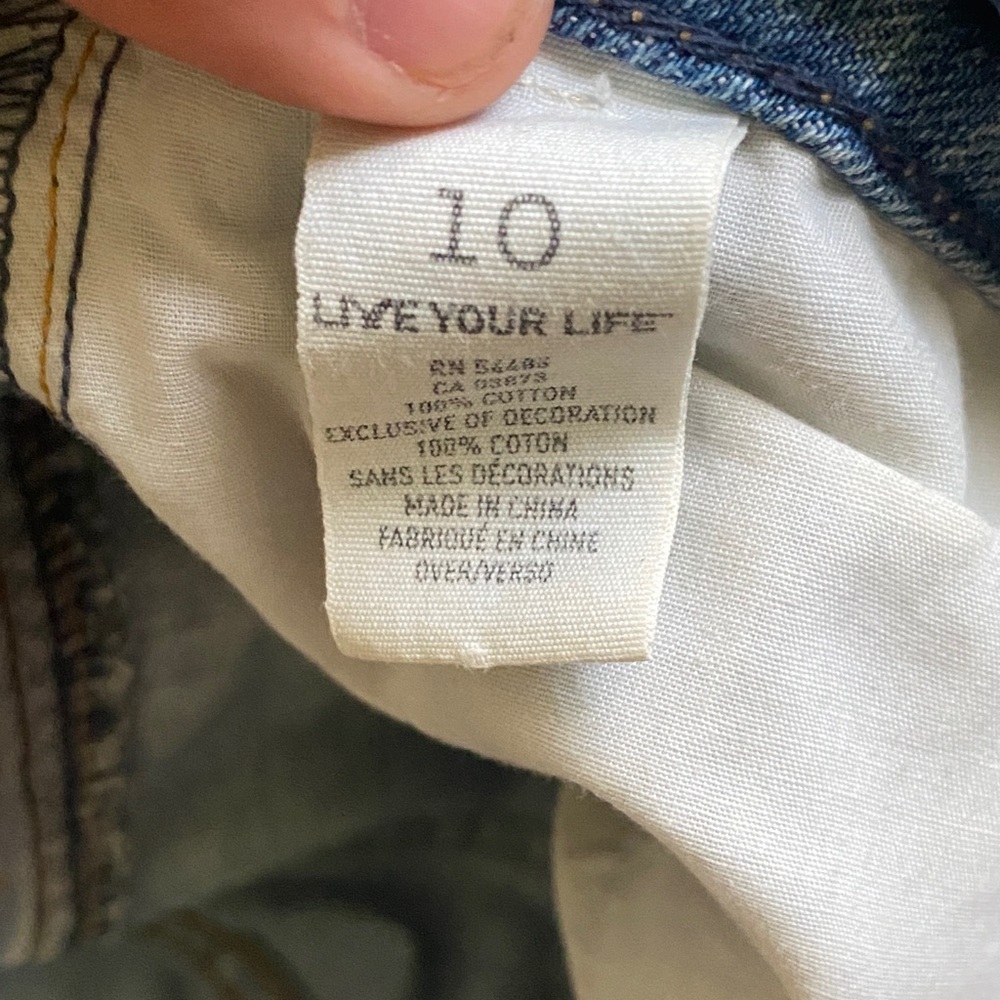 10
LIVE YOUR LIFE
RN 54485
CA 03873
100% COTTON
EXCLUSIVE OF DECORATION
100% COTON
SANS LES DÉCORATIONS
MADE IN CHINA
FABRIQUÉ EN CHINE
OVER/VERSO